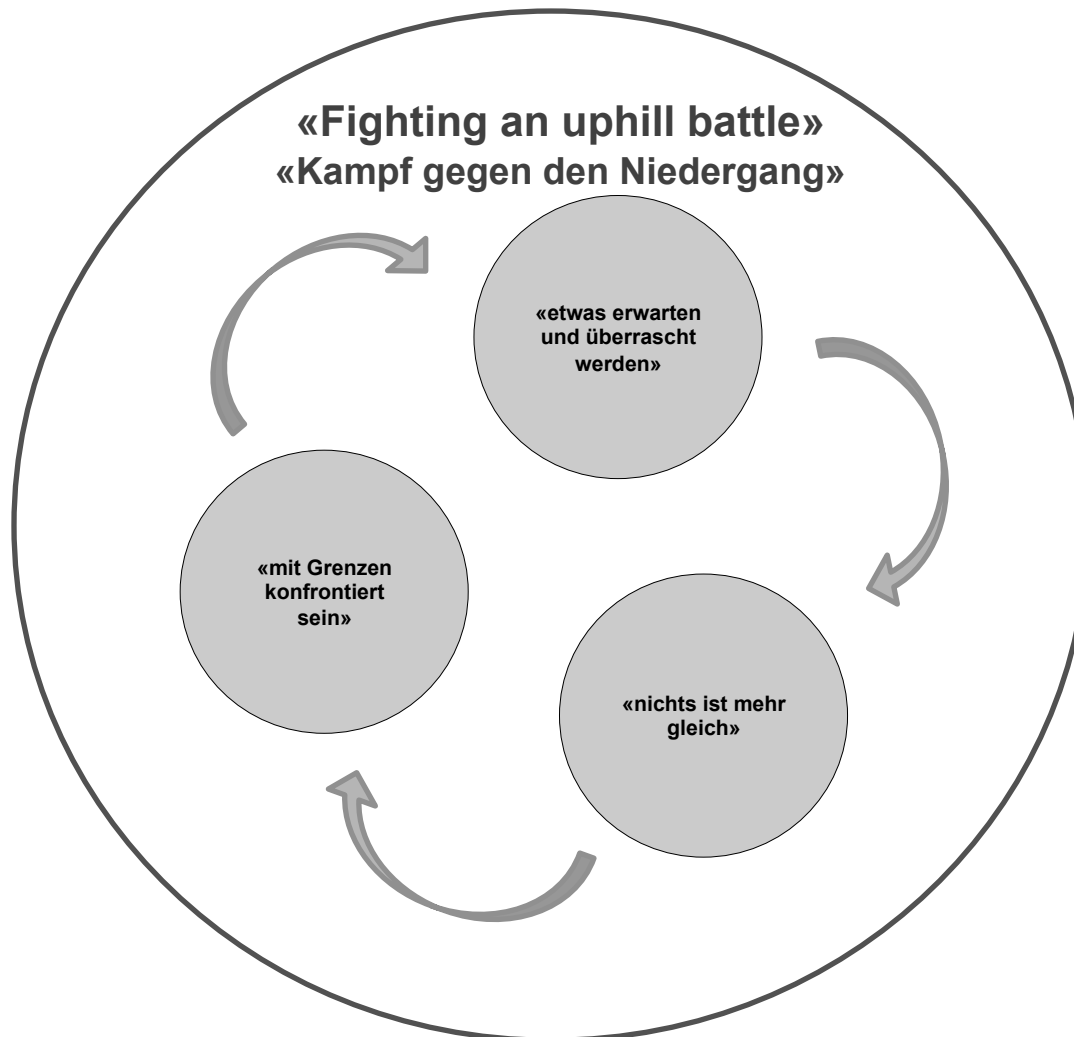 «Fighting an uphill battle»
«Kampf gegen den Niedergang»
«etwas erwarten
und überrascht
werden»
«mit Grenzen
konfrontiert
sein»
«nichts ist mehr
gleich»